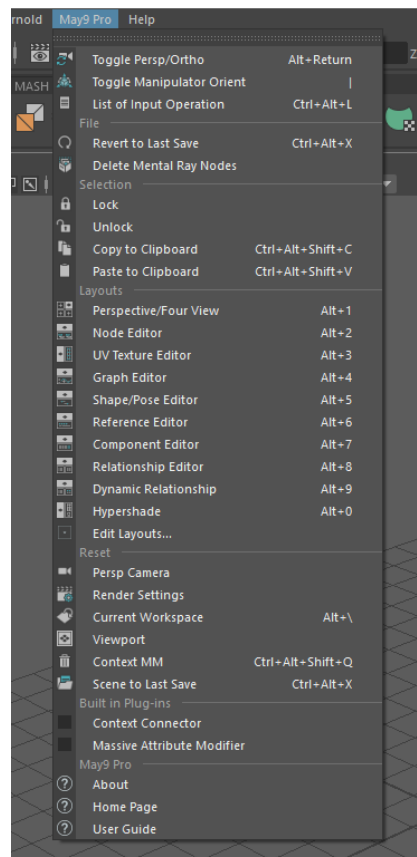 rnold May9 Pro Help
Toggle Persp/Ortho Alt+Return
Z
MASH
Toggle Manipulator Orient |
List of Input Operation Ctrl+Alt+L
File
Revert to Last Save Ctrl+Alt+X
Delete Mental Ray Nodes
Selection
Lock
Unlock
Copy to Clipboard Ctrl+Alt+Shift+C
Paste to Clipboard Ctrl+Alt+Shift+V
Layouts
Perspective/Four View Alt+1
Node Editor Alt+2
UV Texture Editor Alt+3
Graph Editor Alt+4
Shape/Pose Editor Alt+5
Reference Editor Alt+6
Component Editor Alt+7
Relationship Editor Alt+8
Dynamic Relationship Alt+9
Hypershade Alt+0
Edit Layouts...
Reset
Persp Camera
Render Settings
Current Workspace Alt+\
Viewport
Context MM Ctrl+Alt+Shift+Q
Scene to Last Save Ctrl+Alt+X
Built in Plug-ins
Context Connector
Massive Attribute Modifier
May9 Pro
About
Home Page
User Guide